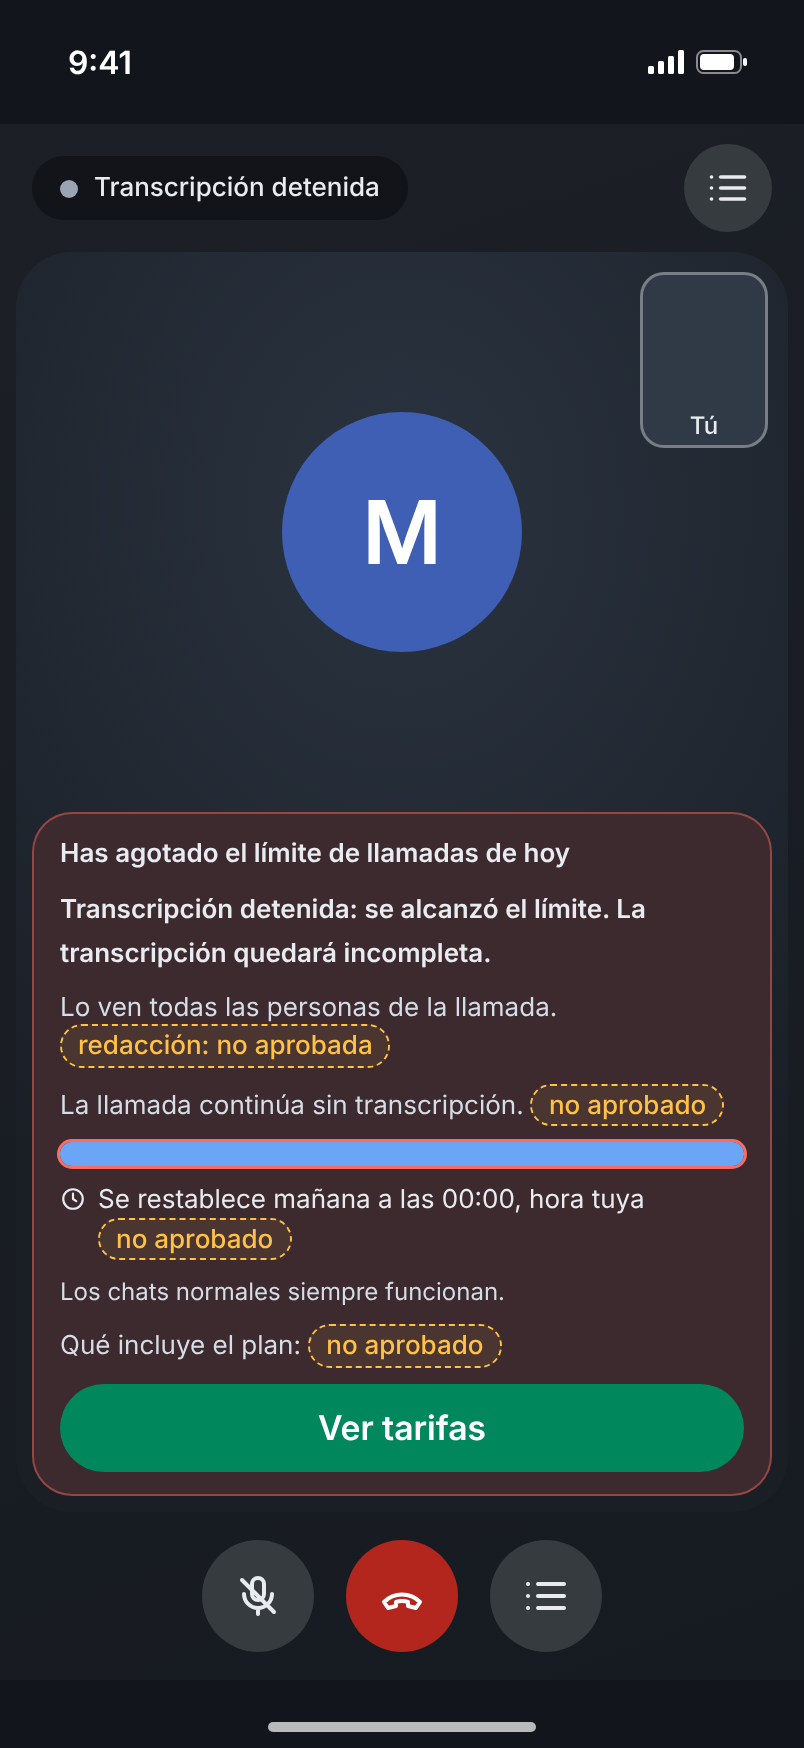 9:41
Transcripción detenida
Tú
M
Has agotado el límite de llamadas de hoy
Transcripción detenida: se alcanzó el límite. La
transcripción quedará incompleta.
Lo ven todas las personas de la llamada.
redacción: no aprobada
La llamada continúa sin transcripción. no aprobado
Se restablece mañana a las 00:00, hora tuya
no aprobado
Los chats normales siempre funcionan.
Qué incluye el plan: no aprobado
Ver tarifas